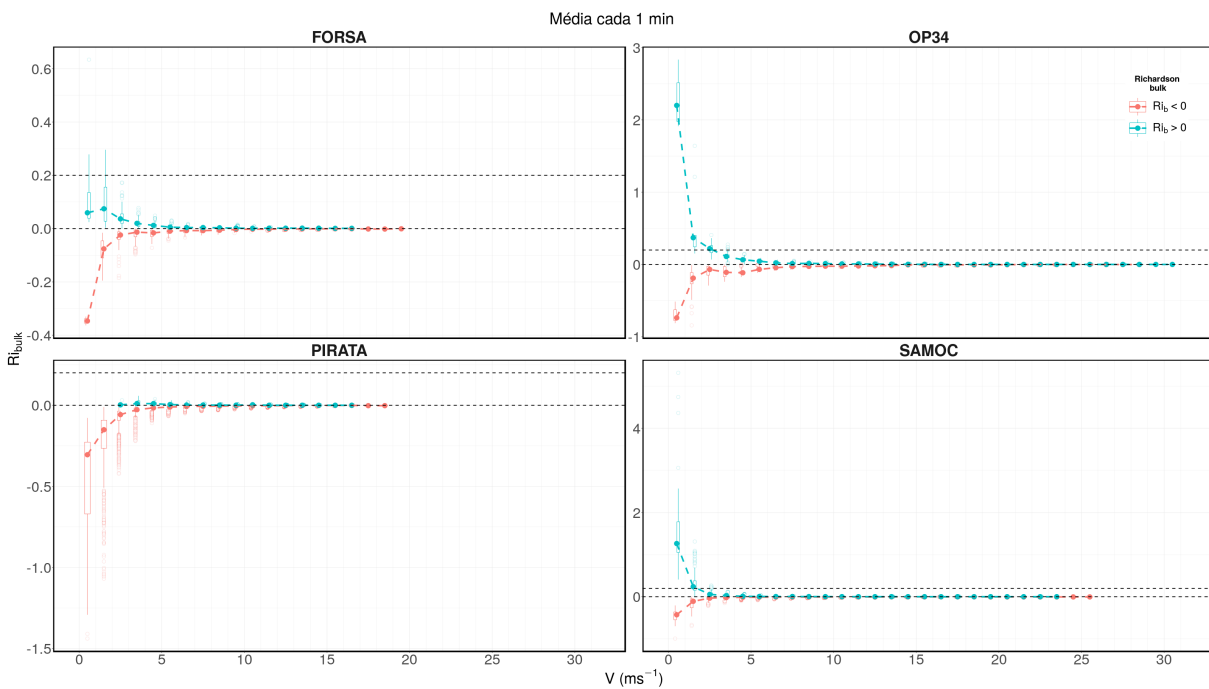 Média cada 1 min
FORSA
OP34
0.6
0.4
0.2
0.0
-0.2
-0.4
3
2
1
0
-1
Richardson
bulk
Ri_b < 0
Ri_b > 0
Ri_bulk
PIRATA
SAMOC
0.0
-0.5
-1.0
-1.5
4
2
0
0 5 10 15 20 25 30
0 5 10 15 20 25 30
V (ms⁻¹)